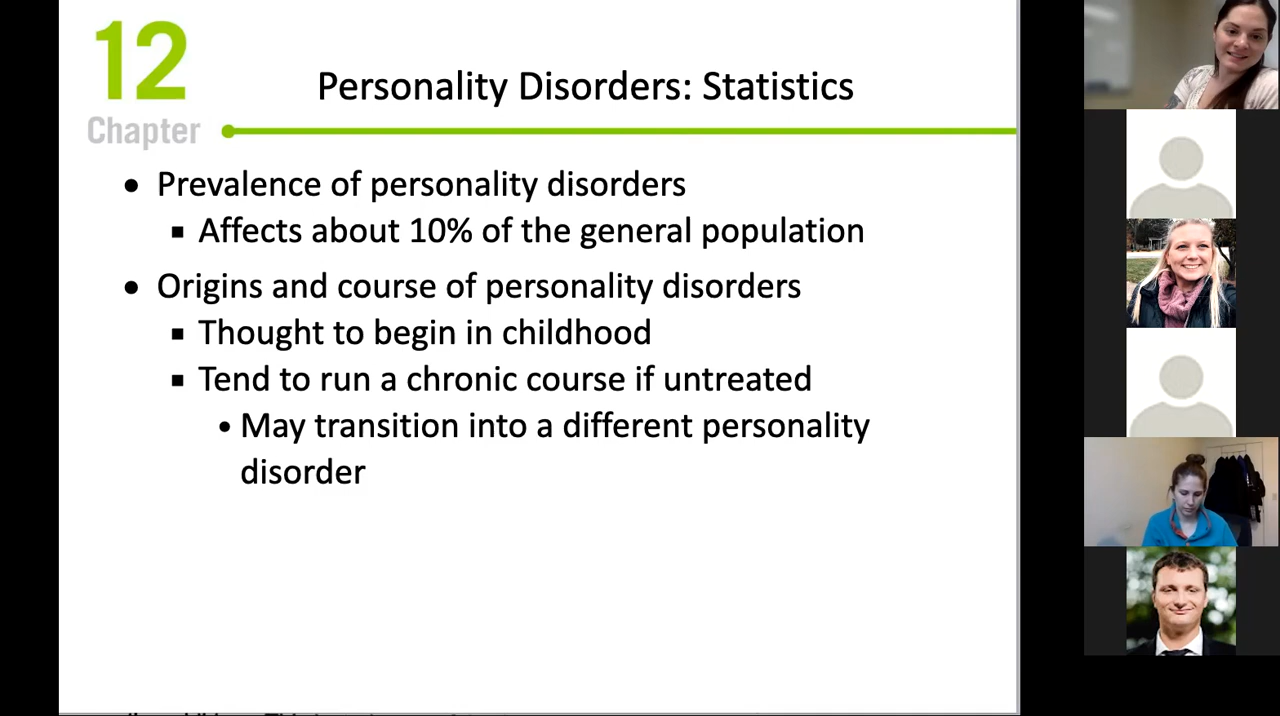 12
Chapter
Personality Disorders: Statistics
• Prevalence of personality disorders
▪ Affects about 10% of the general population
• Origins and course of personality disorders
▪ Thought to begin in childhood
▪ Tend to run a chronic course if untreated
• May transition into a different personality
disorder